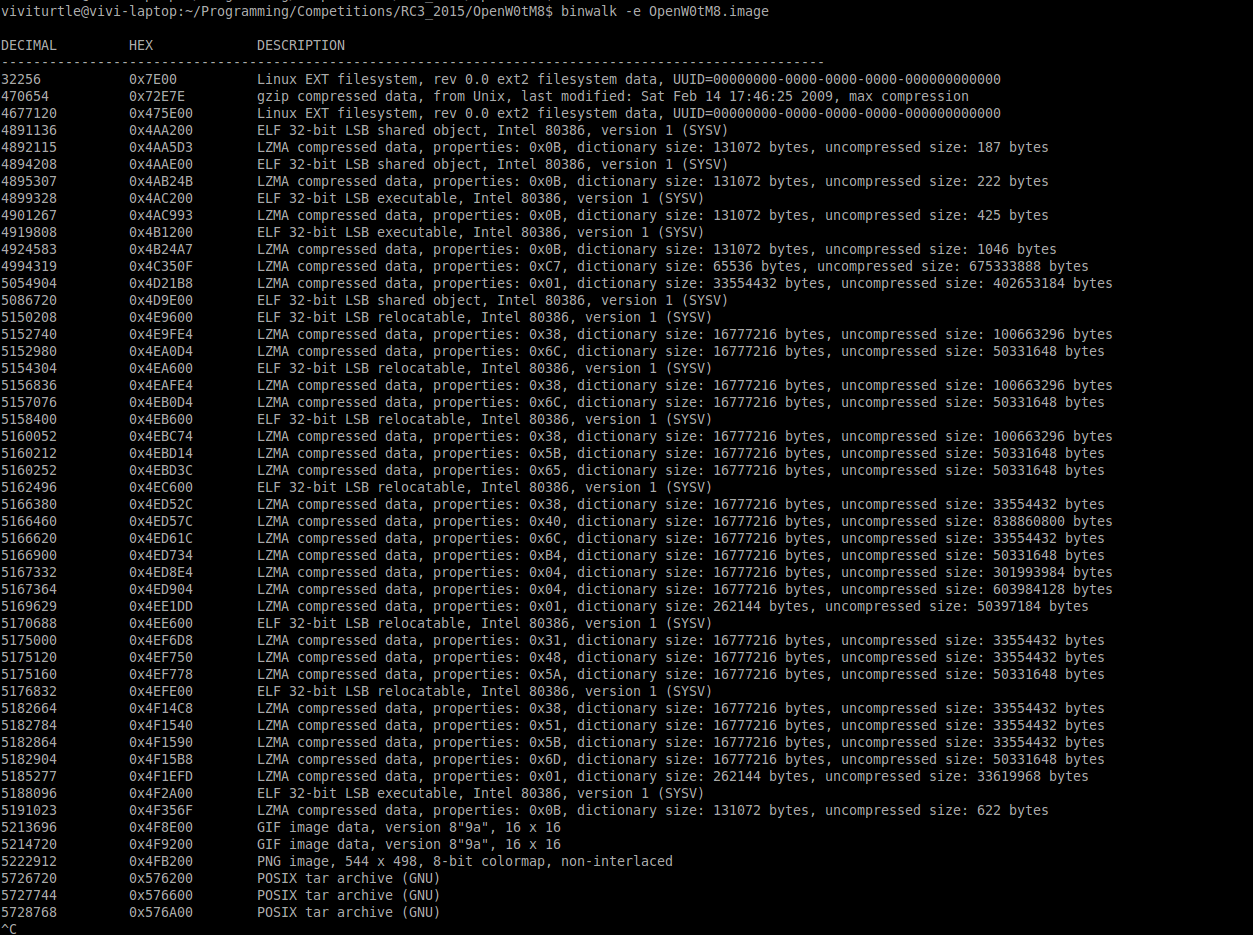 viviturtle@vivi-laptop:~/Programming/Competitions/RC3_2015/OpenW0tM8$ binwalk -e OpenW0tM8.image
DECIMAL HEX DESCRIPTION
-------------------------------------------------------------------------------------------------------
32256 0x7E00 Linux EXT filesystem, rev 0.0 ext2 filesystem data, UUID=00000000-0000-0000-0000-000000000000
470654 0x72E7E gzip compressed data, from Unix, last modified: Sat Feb 14 17:46:25 2009, max compression
4677120 0x475E00 Linux EXT filesystem, rev 0.0 ext2 filesystem data, UUID=00000000-0000-0000-0000-000000000000
4891136 0x4AA200 ELF 32-bit LSB shared object, Intel 80386, version 1 (SYSV)
4892115 0x4AA5D3 LZMA compressed data, properties: 0x0B, dictionary size: 131072 bytes, uncompressed size: 187 bytes
4894208 0x4AAE00 ELF 32-bit LSB shared object, Intel 80386, version 1 (SYSV)
4895307 0x4AB24B LZMA compressed data, properties: 0x0B, dictionary size: 131072 bytes, uncompressed size: 222 bytes
4899328 0x4AC200 ELF 32-bit LSB executable, Intel 80386, version 1 (SYSV)
4901267 0x4AC993 LZMA compressed data, properties: 0x0B, dictionary size: 131072 bytes, uncompressed size: 425 bytes
4919808 0x4B1200 ELF 32-bit LSB executable, Intel 80386, version 1 (SYSV)
4924583 0x4B24A7 LZMA compressed data, properties: 0x0B, dictionary size: 131072 bytes, uncompressed size: 1046 bytes
4994319 0x4C350F LZMA compressed data, properties: 0xC7, dictionary size: 65536 bytes, uncompressed size: 675333888 bytes
5054904 0x4D21B8 LZMA compressed data, properties: 0x01, dictionary size: 33554432 bytes, uncompressed size: 402653184 bytes
5086720 0x4D9E00 ELF 32-bit LSB shared object, Intel 80386, version 1 (SYSV)
5150208 0x4E9600 ELF 32-bit LSB relocatable, Intel 80386, version 1 (SYSV)
5152740 0x4E9FE4 LZMA compressed data, properties: 0x38, dictionary size: 16777216 bytes, uncompressed size: 100663296 bytes
5152980 0x4EA0D4 LZMA compressed data, properties: 0x6C, dictionary size: 16777216 bytes, uncompressed size: 50331648 bytes
5154304 0x4EA600 ELF 32-bit LSB relocatable, Intel 80386, version 1 (SYSV)
5156836 0x4EAFE4 LZMA compressed data, properties: 0x38, dictionary size: 16777216 bytes, uncompressed size: 100663296 bytes
5157076 0x4EB0D4 LZMA compressed data, properties: 0x6C, dictionary size: 16777216 bytes, uncompressed size: 50331648 bytes
5158400 0x4EB600 ELF 32-bit LSB relocatable, Intel 80386, version 1 (SYSV)
5160052 0x4EBC74 LZMA compressed data, properties: 0x38, dictionary size: 16777216 bytes, uncompressed size: 100663296 bytes
5160212 0x4EBD14 LZMA compressed data, properties: 0x5B, dictionary size: 16777216 bytes, uncompressed size: 50331648 bytes
5160252 0x4EBD3C LZMA compressed data, properties: 0x65, dictionary size: 16777216 bytes, uncompressed size: 50331648 bytes
5162496 0x4EC600 ELF 32-bit LSB relocatable, Intel 80386, version 1 (SYSV)
5166380 0x4ED52C LZMA compressed data, properties: 0x38, dictionary size: 16777216 bytes, uncompressed size: 33554432 bytes
5166460 0x4ED57C LZMA compressed data, properties: 0x40, dictionary size: 16777216 bytes, uncompressed size: 838860800 bytes
5166620 0x4ED61C LZMA compressed data, properties: 0x6C, dictionary size: 16777216 bytes, uncompressed size: 33554432 bytes
5166900 0x4ED734 LZMA compressed data, properties: 0xB4, dictionary size: 16777216 bytes, uncompressed size: 50331648 bytes
5167332 0x4ED8E4 LZMA compressed data, properties: 0x04, dictionary size: 16777216 bytes, uncompressed size: 301993984 bytes
5167364 0x4ED904 LZMA compressed data, properties: 0x04, dictionary size: 16777216 bytes, uncompressed size: 603984128 bytes
5169629 0x4EE1DD LZMA compressed data, properties: 0x01, dictionary size: 262144 bytes, uncompressed size: 50397184 bytes
5170688 0x4EE600 ELF 32-bit LSB relocatable, Intel 80386, version 1 (SYSV)
5175000 0x4EF6D8 LZMA compressed data, properties: 0x31, dictionary size: 16777216 bytes, uncompressed size: 33554432 bytes
5175120 0x4EF750 LZMA compressed data, properties: 0x48, dictionary size: 16777216 bytes, uncompressed size: 33554432 bytes
5175160 0x4EF778 LZMA compressed data, properties: 0x5A, dictionary size: 16777216 bytes, uncompressed size: 50331648 bytes
5176832 0x4EFE00 ELF 32-bit LSB relocatable, Intel 80386, version 1 (SYSV)
5182664 0x4F14C8 LZMA compressed data, properties: 0x38, dictionary size: 16777216 bytes, uncompressed size: 33554432 bytes
5182784 0x4F1540 LZMA compressed data, properties: 0x51, dictionary size: 16777216 bytes, uncompressed size: 33554432 bytes
5182864 0x4F1590 LZMA compressed data, properties: 0x5B, dictionary size: 16777216 bytes, uncompressed size: 33554432 bytes
5182904 0x4F15B8 LZMA compressed data, properties: 0x6D, dictionary size: 16777216 bytes, uncompressed size: 50331648 bytes
5185277 0x4F1EFD LZMA compressed data, properties: 0x01, dictionary size: 262144 bytes, uncompressed size: 33619968 bytes
5188096 0x4F2A00 ELF 32-bit LSB executable, Intel 80386, version 1 (SYSV)
5191023 0x4F356F LZMA compressed data, properties: 0x0B, dictionary size: 131072 bytes, uncompressed size: 622 bytes
5213696 0x4F8E00 GIF image data, version 8"9a", 16 x 16
5214720 0x4F9200 GIF image data, version 8"9a", 16 x 16
5222912 0x4FB200 PNG image, 544 x 498, 8-bit colormap, non-interlaced
5726720 0x576200 POSIX tar archive (GNU)
5727744 0x576600 POSIX tar archive (GNU)
5728768 0x576A00 POSIX tar archive (GNU)
^C